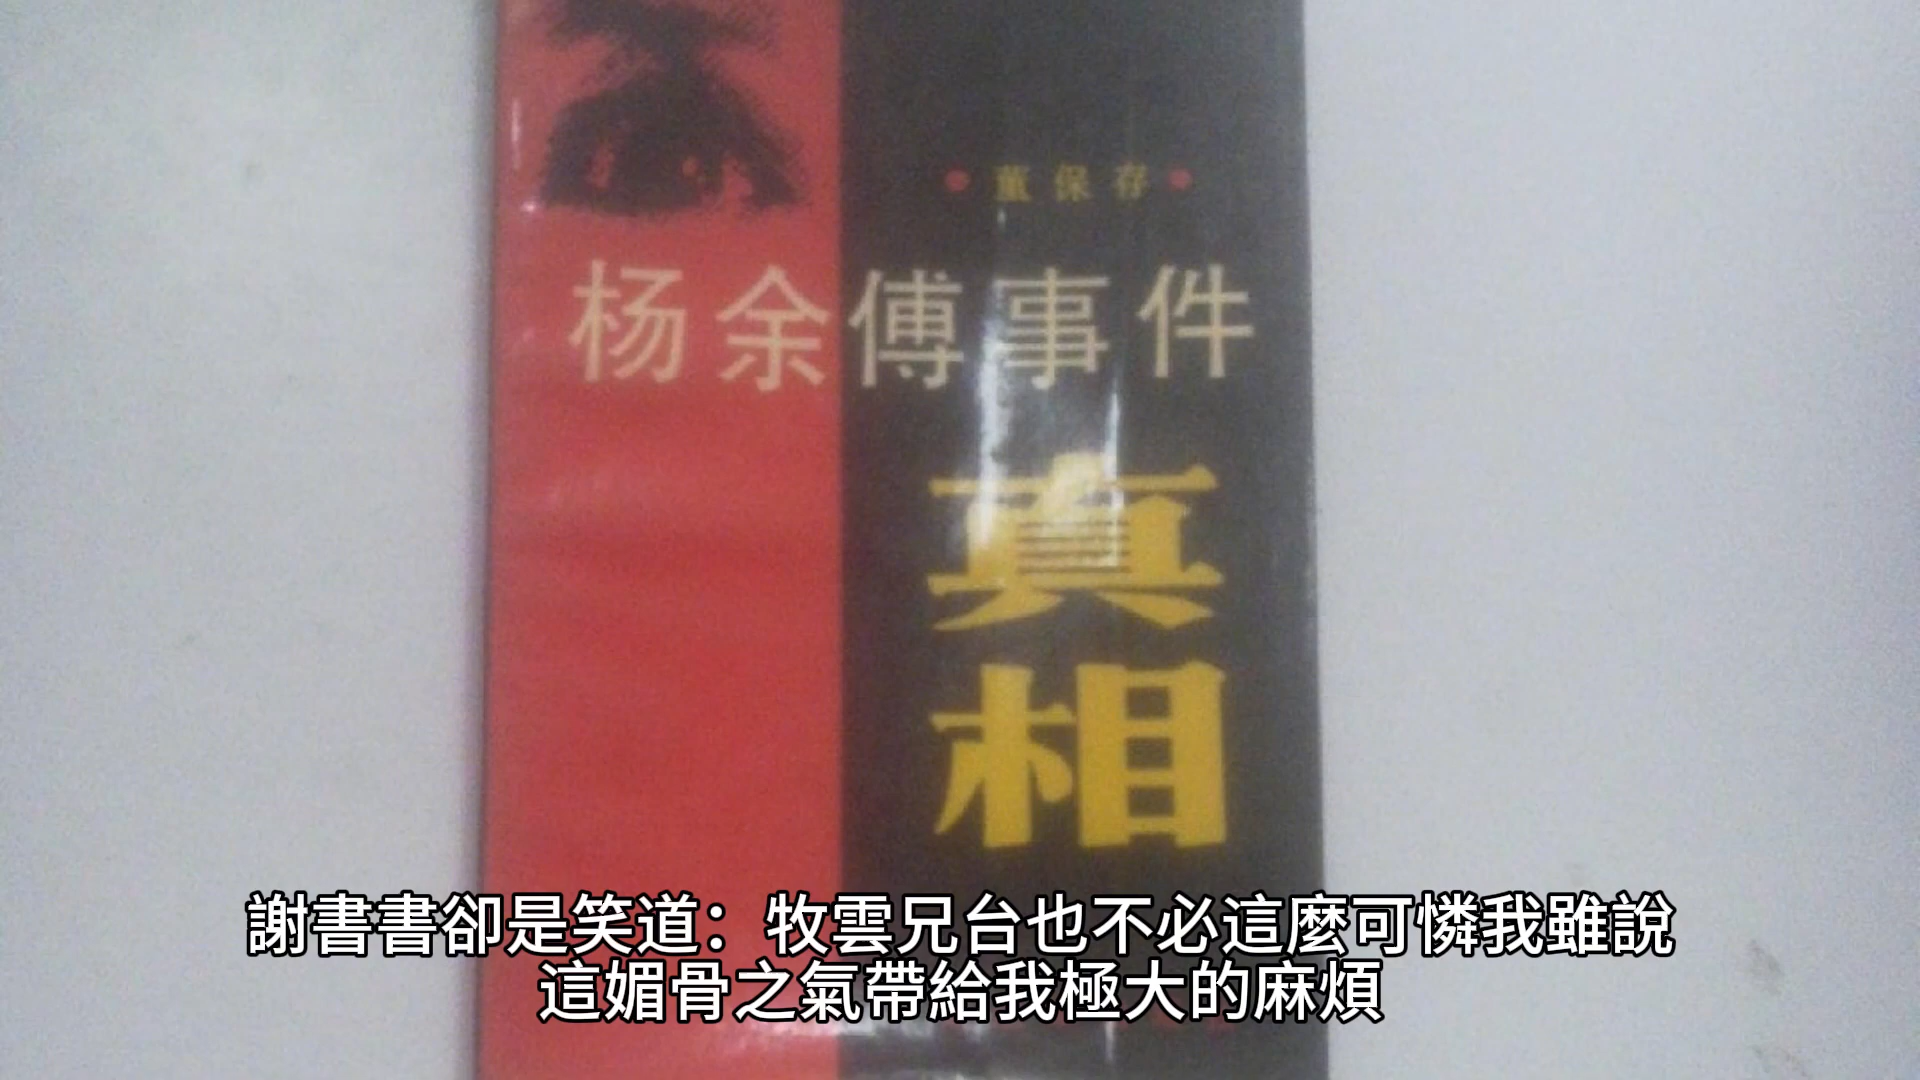 董保存
杨余傅事件
真
相
謝書書卻是笑道：牧雲兄台也不必這麼可憐我雖說
這媚骨之氣帶給我極大的麻煩